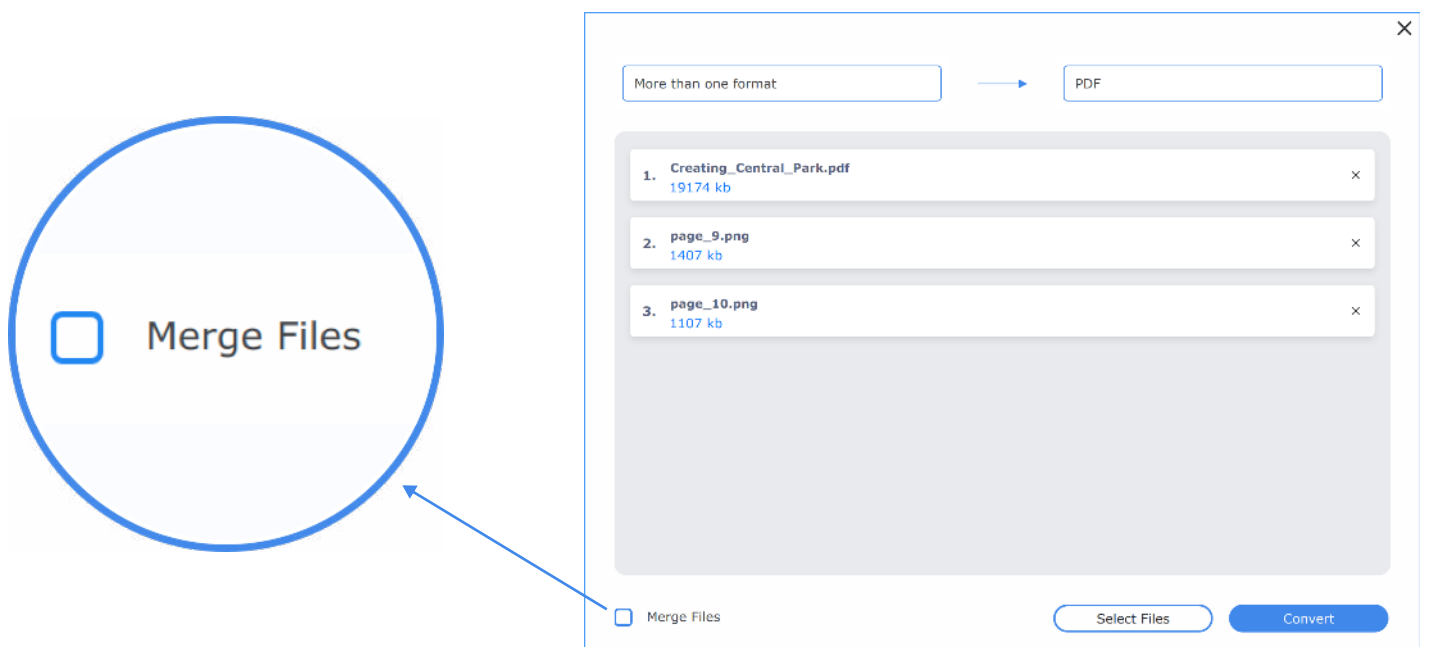 More than one format
PDF
1. Creating_Central_Park.pdf
19174 kb
2. page_9.png
1407 kb
3. page_10.png
1107 kb
Merge Files
Merge Files
Select Files
Convert